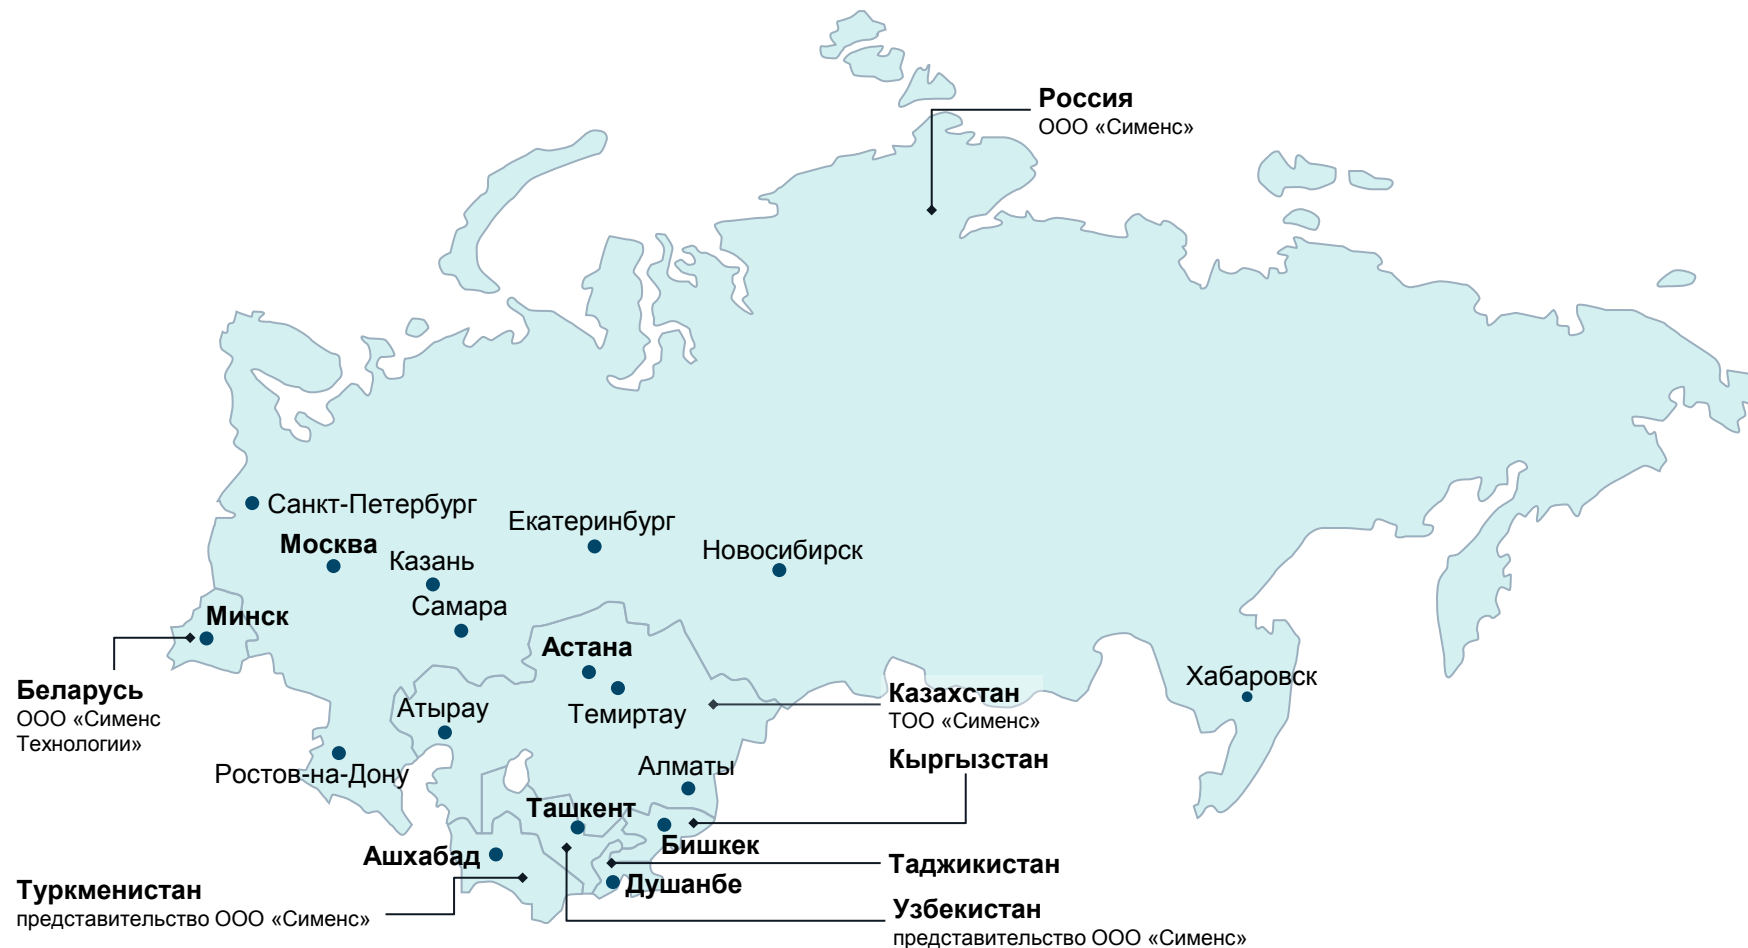 Россия
ООО «Сименс»
Санкт-Петербург
Екатеринбург
Москва
Новосибирск
Казань
Самара
Минск
Астана
Хабаровск
Беларусь
ООО «Сименс
Технологии»
Атырау
Темиртау
Казахстан
ТОО «Сименс»
Кыргызстан
Ростов-на-Дону
Алматы
Ташкент
Бишкек
Ашхабад
Таджикистан
Душанбе
Туркменистан
представительство ООО «Сименс»
Узбекистан
представительство ООО «Сименс»